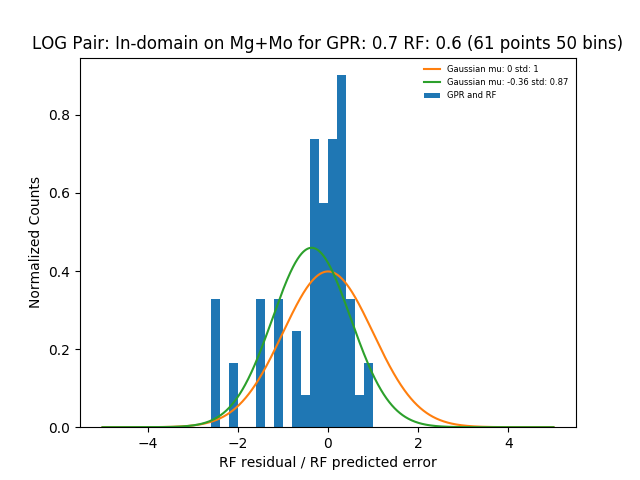 LOG Pair: In-domain on Mg+Mo for GPR: 0.7 RF: 0.6 (61 points 50 bins)
Gaussian mu: 0 std: 1
Gaussian mu: -0.36 std: 0.87
GPR and RF
Normalized Counts
0.8
0.6
0.4
0.2
0.0
−4 −2 0 2 4
RF residual / RF predicted error